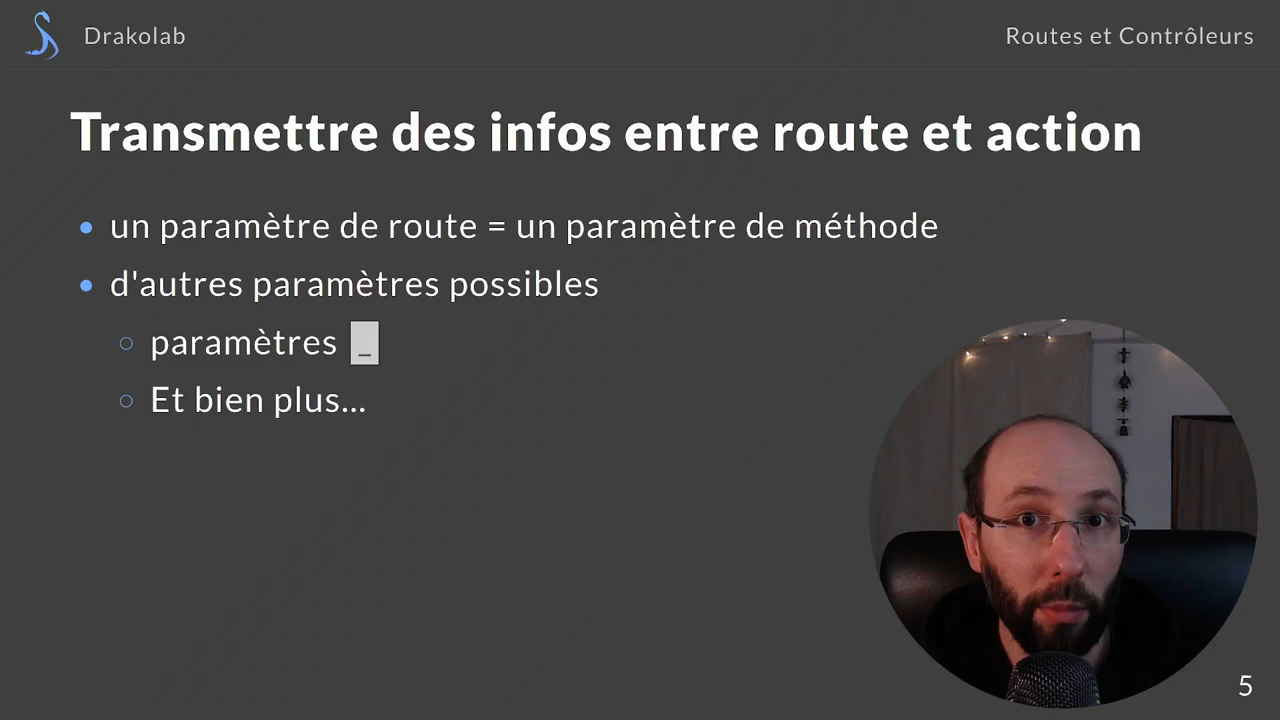 Drakolab
Routes et Contrôleurs
Transmettre des infos entre route et action
un paramètre de route = un paramètre de méthode
d'autres paramètres possibles
paramètres _
Et bien plus...
5